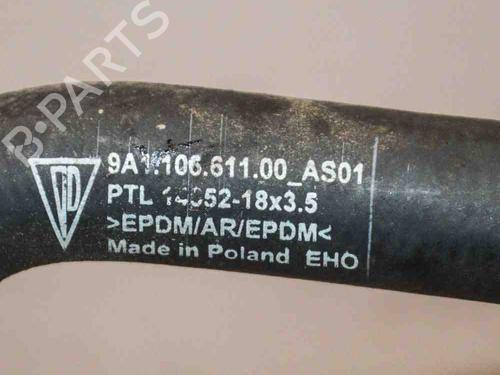 B-PARTS
9A1.106.611.00_AS01
PTL 14052-18x3.5
>EPDM/AR/EPDM<
Made in Poland EHO